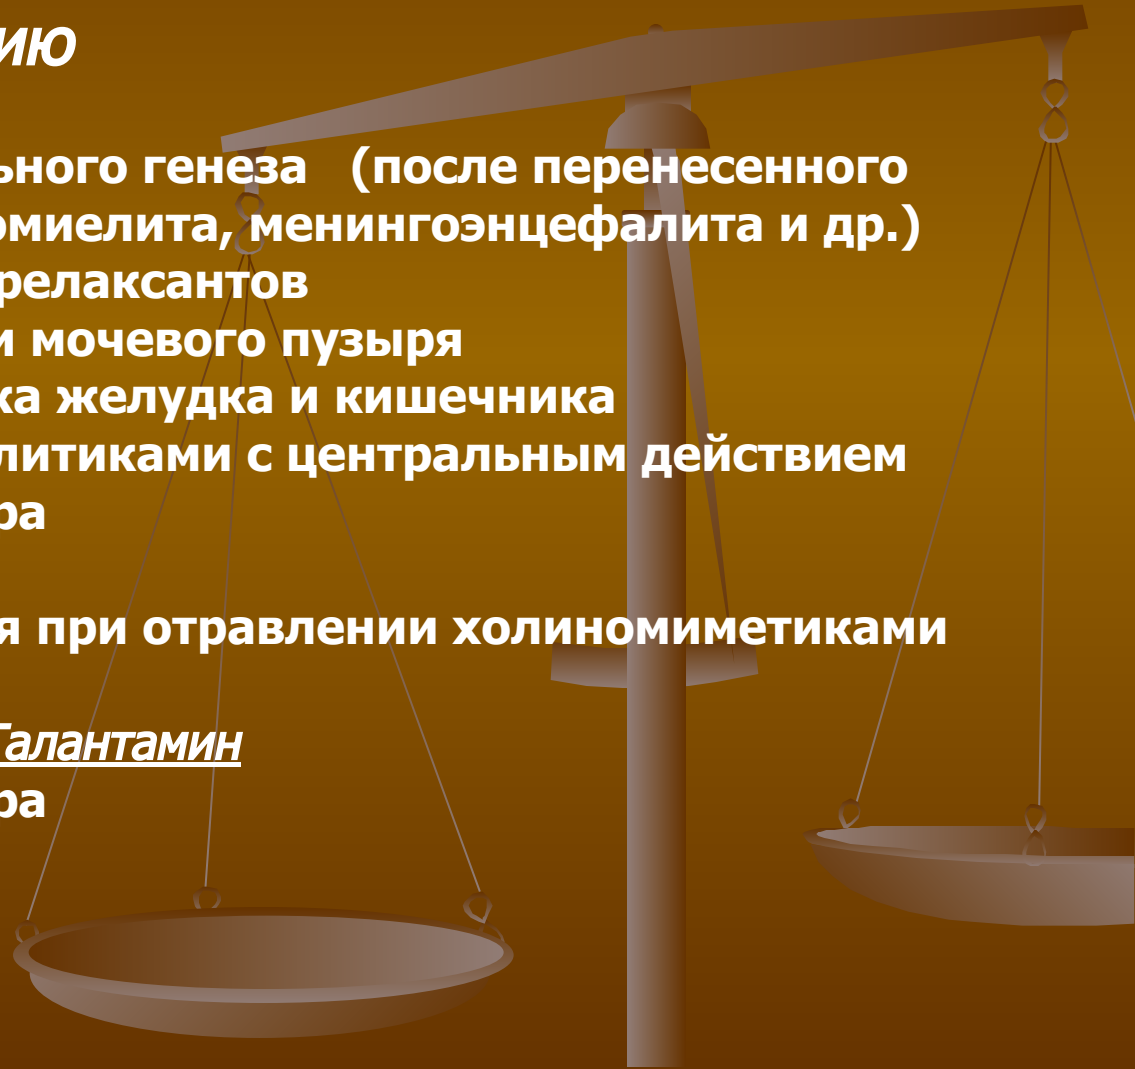 ИЮ
ьного генеза (после перенесенного
омиелита, менингоэнцефалита и др.)
релаксантов
и мочевого пузыря
ка желудка и кишечника
литиками с центральным действием
ра
я при отравлении холиномиметиками
Галантамин
ра